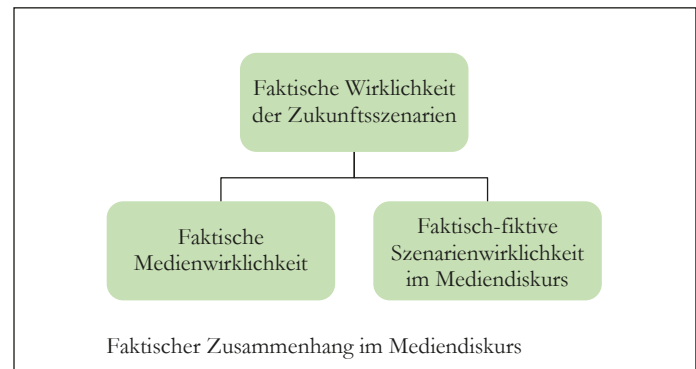 Faktische Wirklichkeit
der Zukunftsszenarien
Faktische
Medienwirklichkeit
Faktisch-fiktive
Szenarienwirklichkeit
im Mediendiskurs
Faktischer Zusammenhang im Mediendiskurs